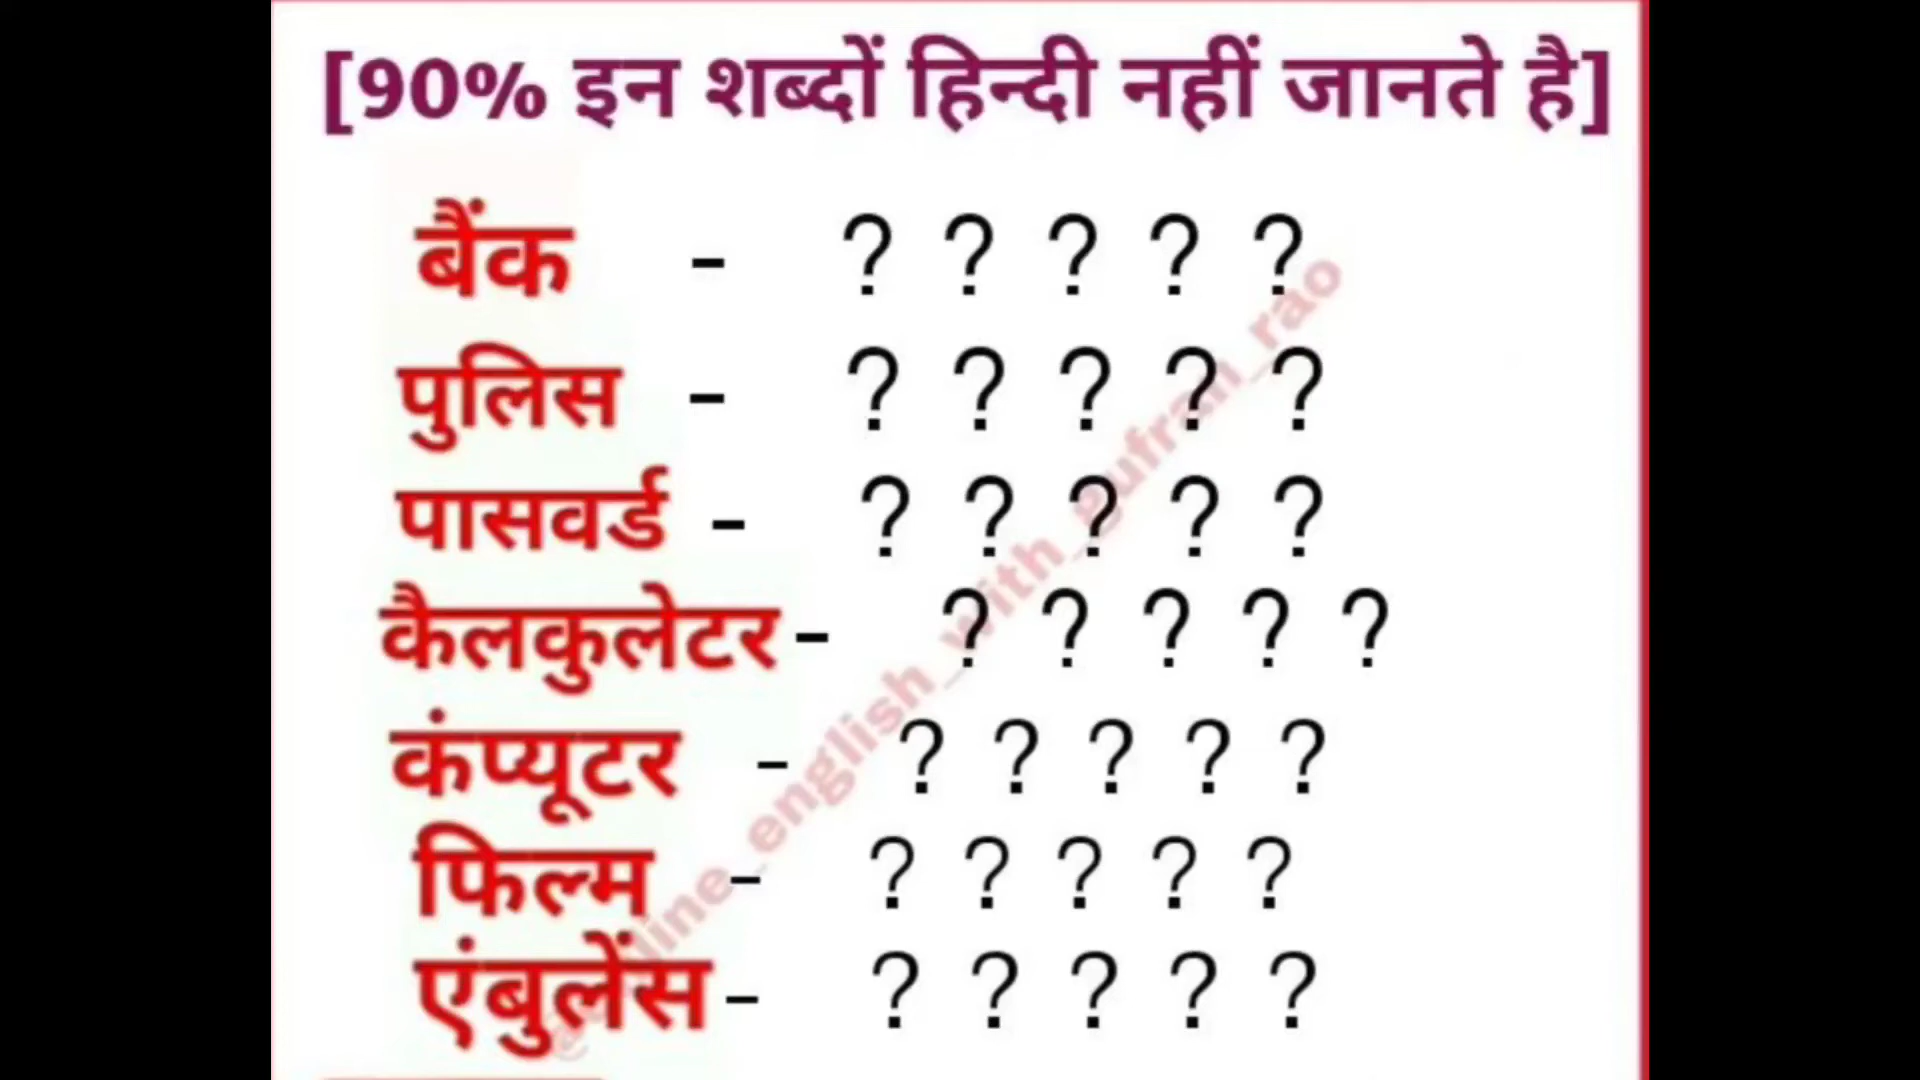 [90% इन शब्दों हिन्दी नहीं जानते है]
बैंक - ? ? ? ? ?
पुलिस - ? ? ? ? ?
पासवर्ड - ? ? ? ? ?
कैलकुलेटर - ? ? ? ? ?
कंप्यूटर - ? ? ? ? ?
फिल्म - ? ? ? ? ?
एंबुलेंस - ? ? ? ? ?